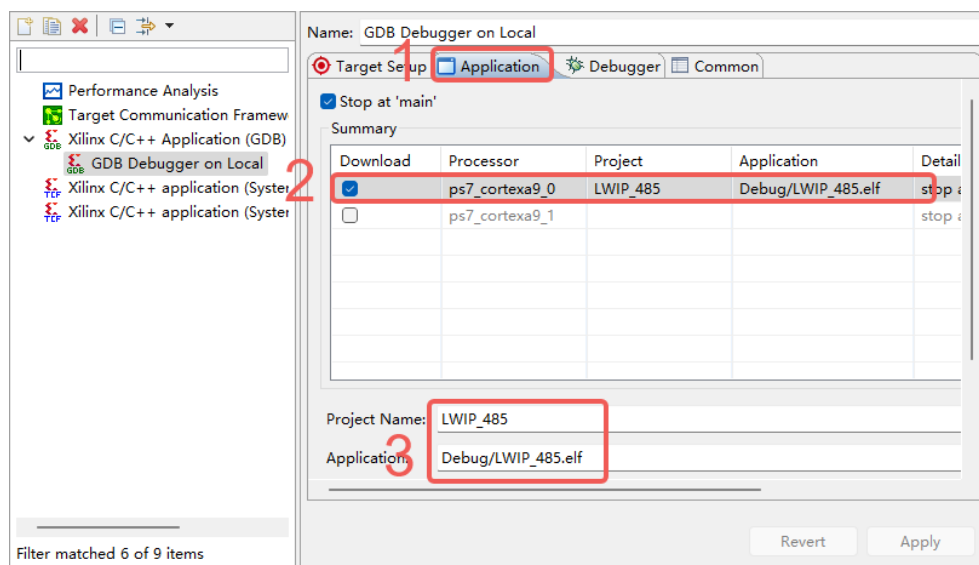 Name: GDB Debugger on Local
1
Target Setup Application Debugger Common
Performance Analysis
Target Communication Framew
Xilinx C/C++ Application (GDB)
GDB Debugger on Local
Xilinx C/C++ application (Syster
Xilinx C/C++ application (Syster
Stop at 'main'
Summary
Download Processor Project Application Detail
2
ps7_cortexa9_0 LWIP_485 Debug/LWIP_485.elf stop a
ps7_cortexa9_1 stop a
Project Name: LWIP_485
3
Application: Debug/LWIP_485.elf
Revert Apply
Filter matched 6 of 9 items